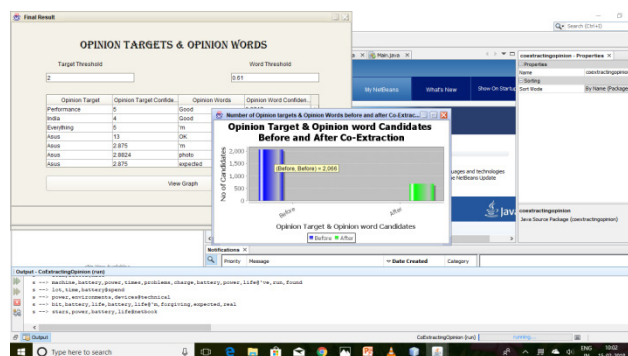 Final Result
Search (Ctrl+I)
OPINION TARGETS & OPINION WORDS
Target Threshold
Word Threshold
2
0.01
Opinion Target
Opinion Target Confida...
Opinion Words
Opinion Word Confiden...
Performance
5
Good
India
4
Good
Everything
5
'm
Asus
13
OK
Asus
2.875
'm
Asus
2.9824
photo
Asus
2.875
expected
View Graph
Main.java
My NetBeans
What's New
Show On Startup
Java
coextractingopinion - Properties
Properties
Name
coextractingopinion
Sorting
Sort Mode
By Name (Package
coextractingopinion
Java Source Package (coextractingopinion)
Number of Opinion targets & Opinion Words before and after Co-Extrac...
Opinion Target & Opinion word Candidates
Before and After Co-Extraction
No of Candidates
2,000
1,500
1,000
500
0
(Before, Before) = 2,066
Before
After
Opinion Target & Opinion word Candidates
Before After
Notifications
Priority
Message
Date Created
Category
Output - CoExtractingOpinion (run)
s --> machine,battery,power,times,problems,charge,battery,power,life@'ve,run,found
s --> lot,time,battery@spend
s --> power,environments,devices@technical
s --> bit,battery,life,battery,life@'m,forgiving,expected,real
s --> stars,power,battery,life@netbook
Output
CoExtractingOpinion (run)
running...
Type here to search
ENG
10:02
IN